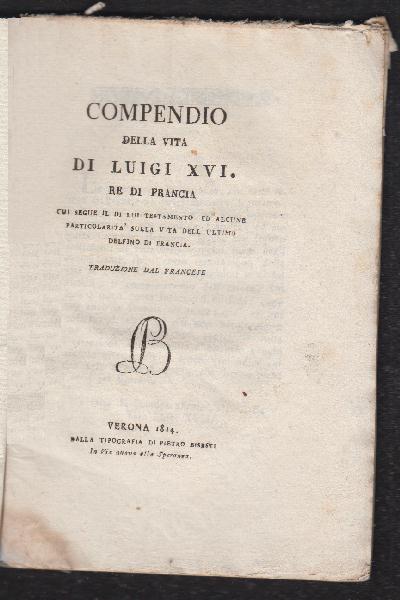 COMPENDIO
DELLA VITA
DI LUIGI XVI.
RE DI FRANCIA
CUI SEGUE IL DI LUI TESTAMENTO ED ALCUNE
PARTICOLARITA' SULLA VITA DELL'ULTIMO
DELFINO DI FRANCIA.
TRADUZIONE DAL FRANCESE
PB
VERONA 1814.
DALLA TIPOGRAFIA DI PIETRO BISESTI
In Via nuova alla Speranza.